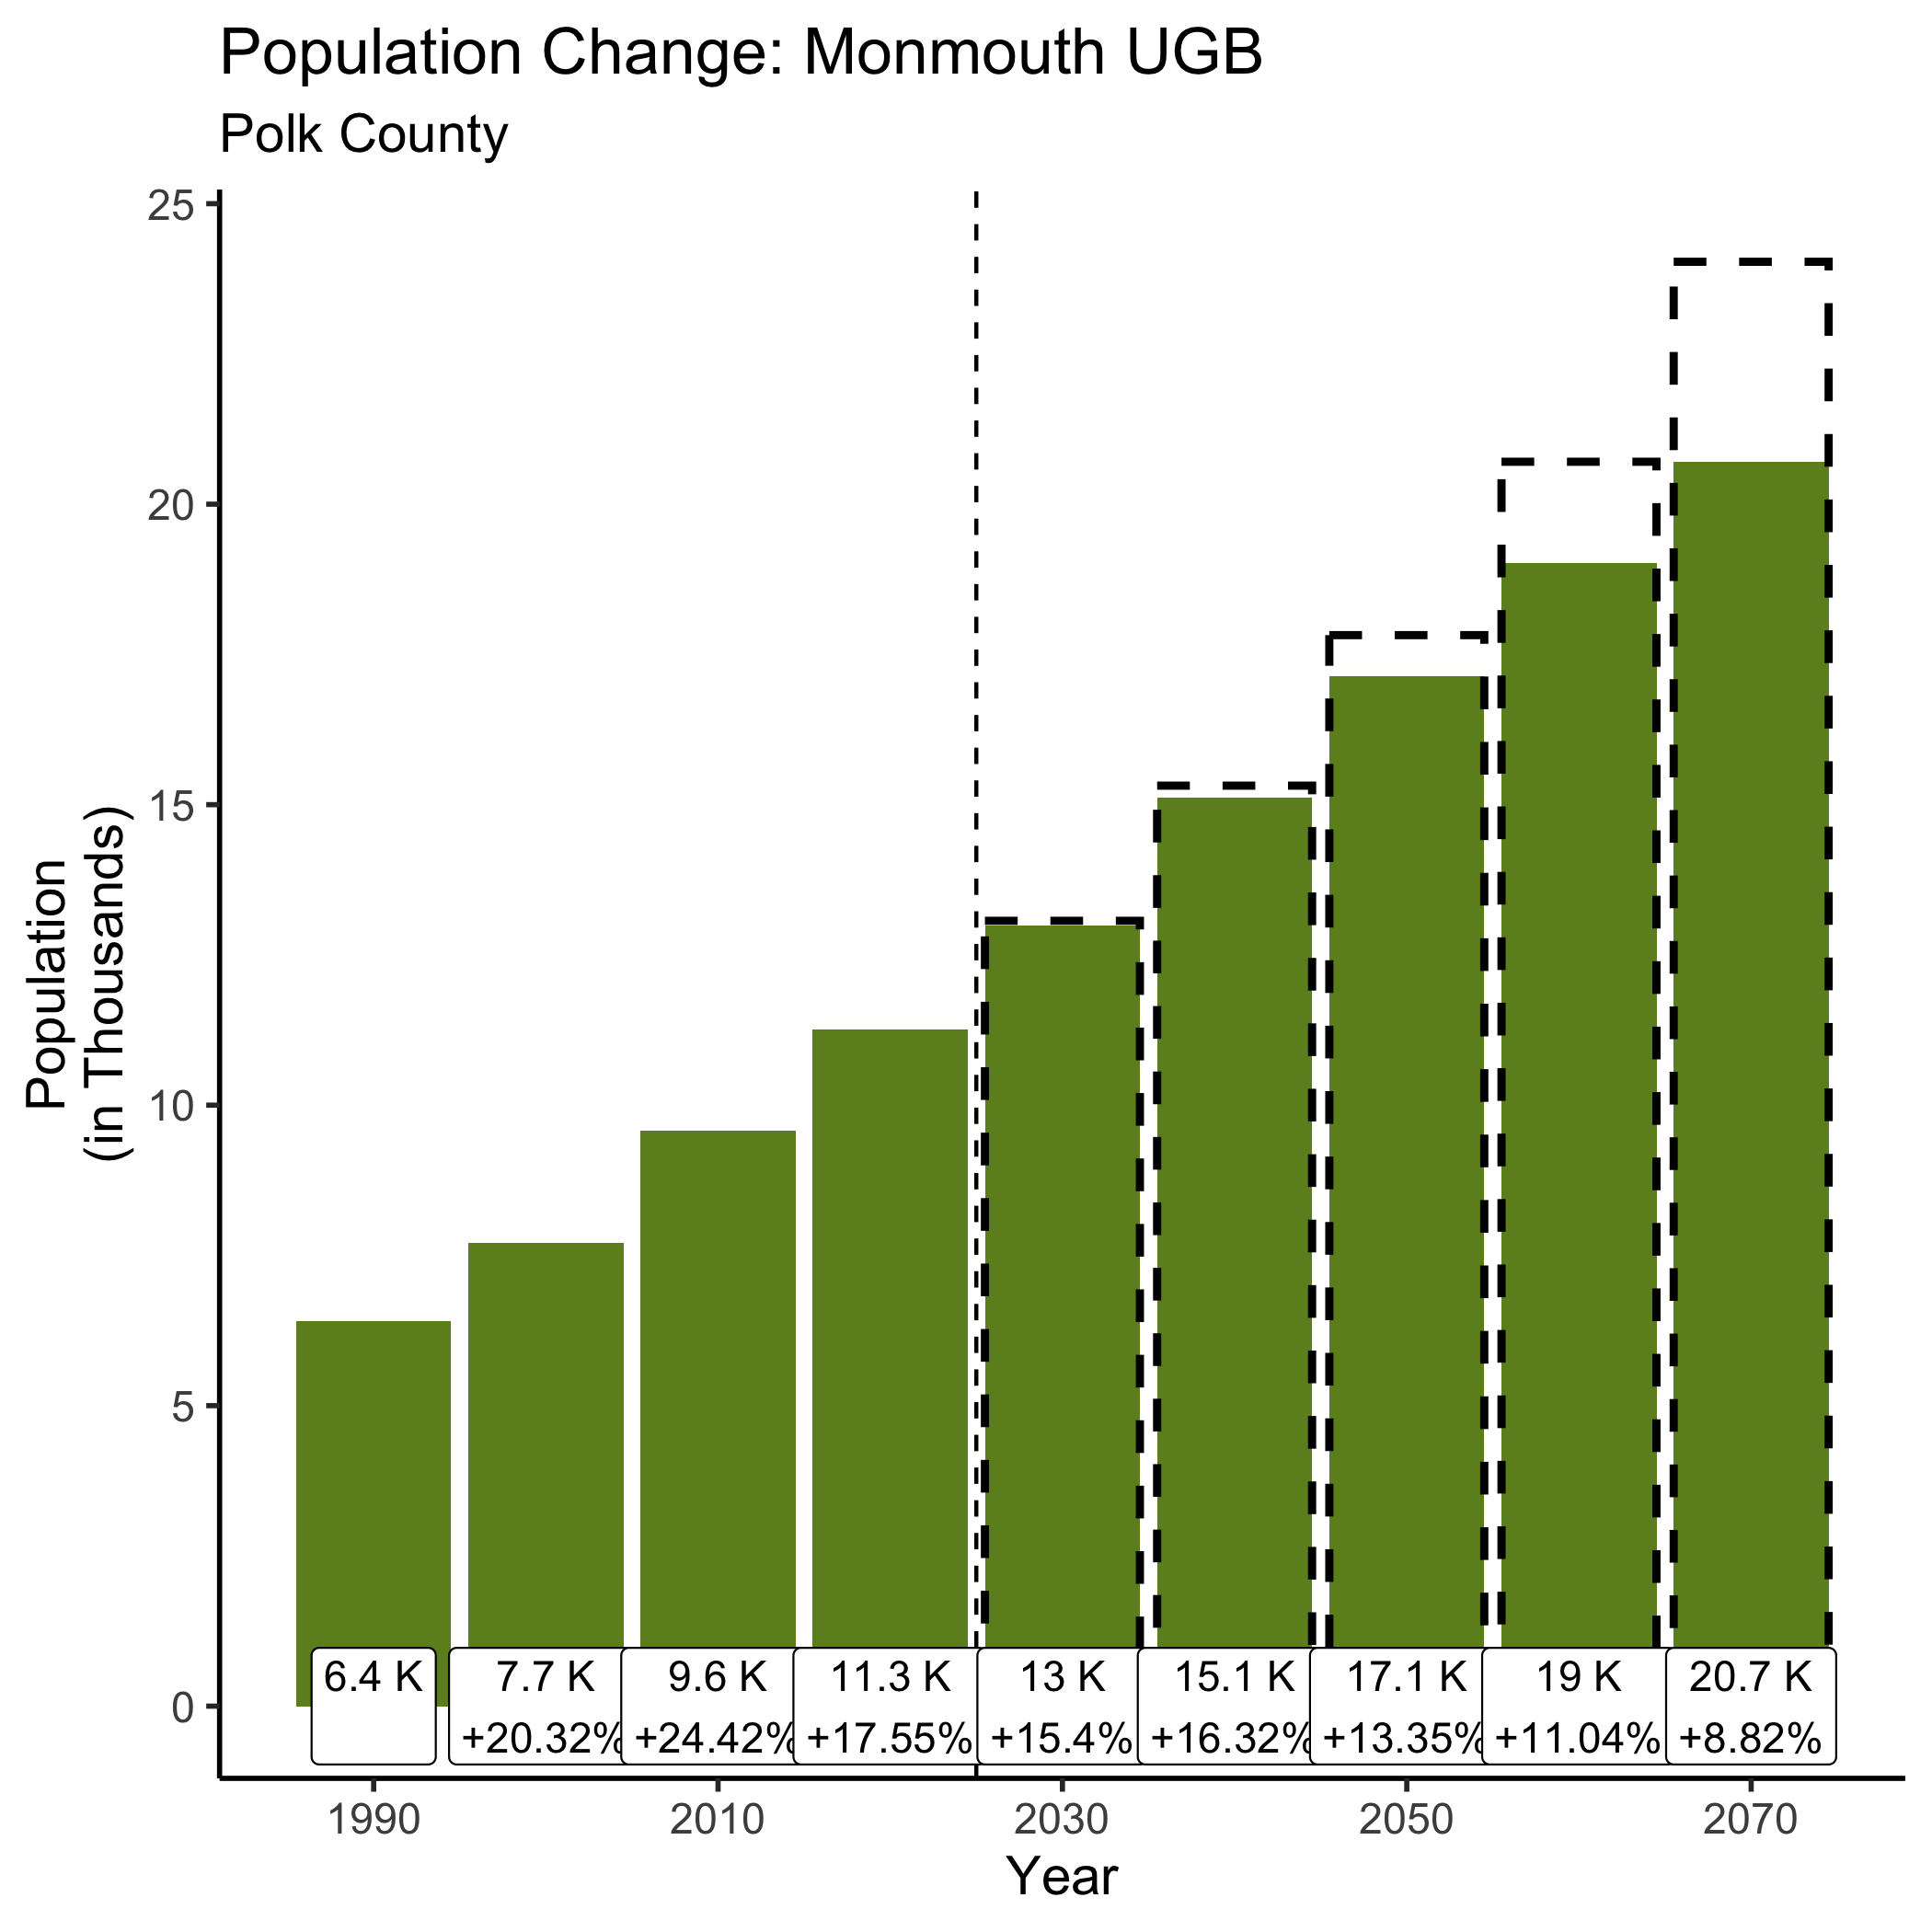 Population Change: Monmouth UGB
Polk County
Population
(in Thousands)
25
20
15
10
5
0
6.4 K
7.7 K
+20.32%
9.6 K
+24.42%
11.3 K
+17.55%
13 K
+15.4%
15.1 K
+16.32%
17.1 K
+13.35%
19 K
+11.04%
20.7 K
+8.82%
1990
2010
2030
2050
2070
Year